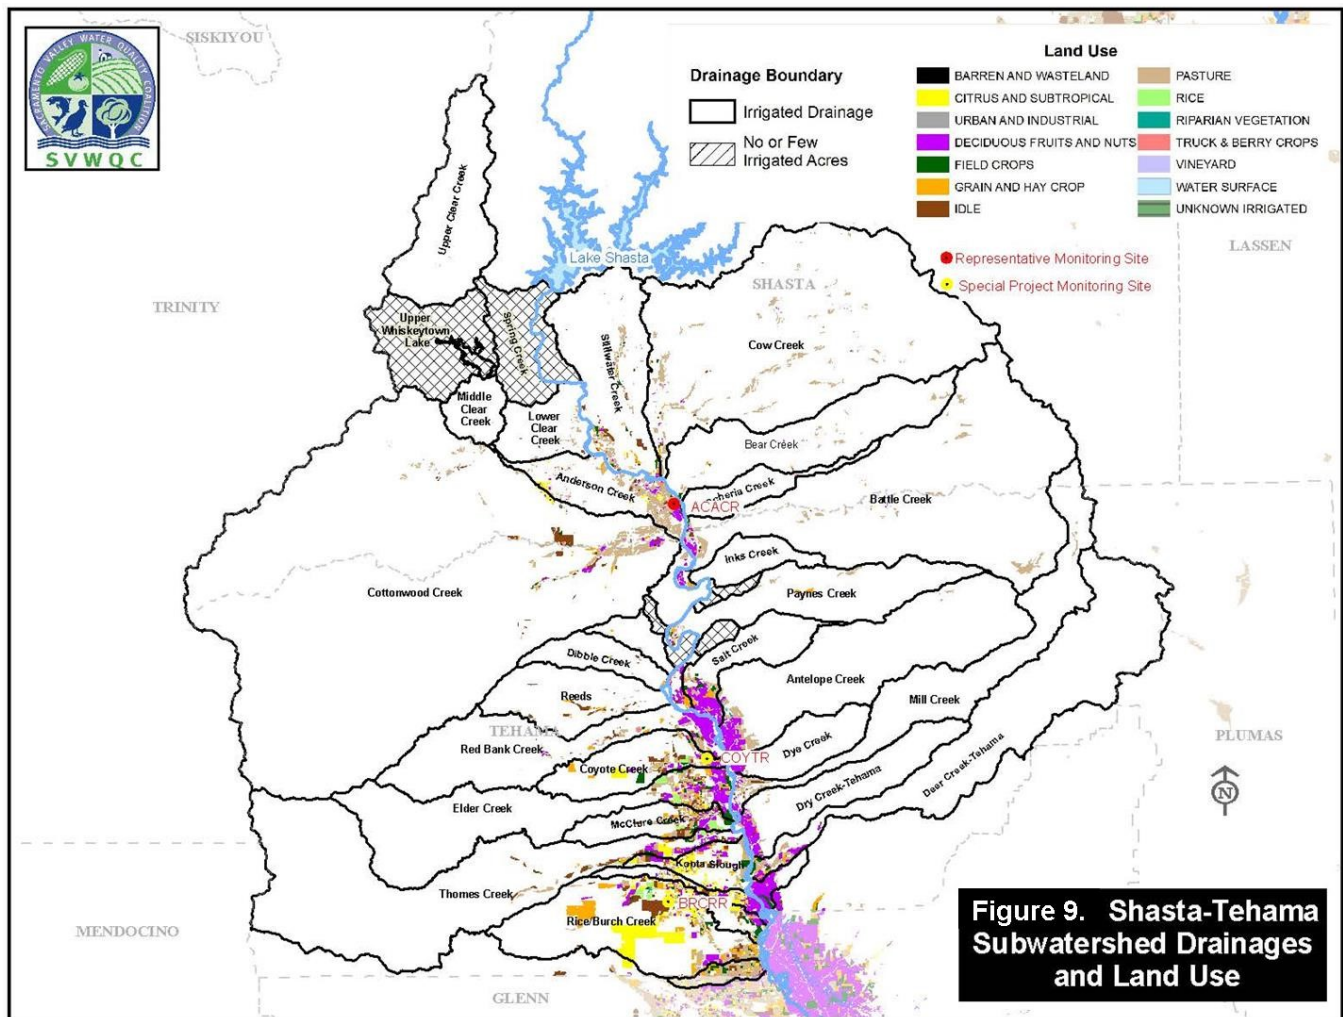 SISKIYOU
SACRAMENTO VALLEY WATER QUALITY COALITION
SVWQC
Drainage Boundary
Irrigated Drainage
No or Few
Irrigated Acres
Land Use
BARREN AND WASTELAND
CITRUS AND SUBTROPICAL
URBAN AND INDUSTRIAL
DECIDUOUS FRUITS AND NUTS
FIELD CROPS
GRAIN AND HAY CROP
IDLE
PASTURE
RICE
RIPARIAN VEGETATION
TRUCK & BERRY CROPS
VINEYARD
WATER SURFACE
UNKNOWN IRRIGATED
Representative Monitoring Site
Special Project Monitoring Site
LASSEN
TRINITY
SHASTA
Upper Clear Creek
Lake Shasta
Upper
Whiskeytown
Lake
Spring Creek
Stillwater Creek
Cow Creek
Middle
Clear
Creek
Lower
Clear
Creek
Bear Creek
Anderson Creek
Creek
ACACR
Battle Creek
Inks Creek
Cottonwood Creek
Paynes Creek
Dibble Creek
Salt Creek
Antelope Creek
Reeds
Mill Creek
TEHAMA
Red Bank Creek
Dye Creek
PLUMAS
Coyote Creek
COYTR
Dry Creek-Tehama
Deer Creek-Tehama
N
Elder Creek
McClure Creek
Kopta Slough
Thomes Creek
BRCRR
Rice/Burch Creek
MENDOCINO
GLENN
Figure 9. Shasta-Tehama
Subwatershed Drainages
and Land Use